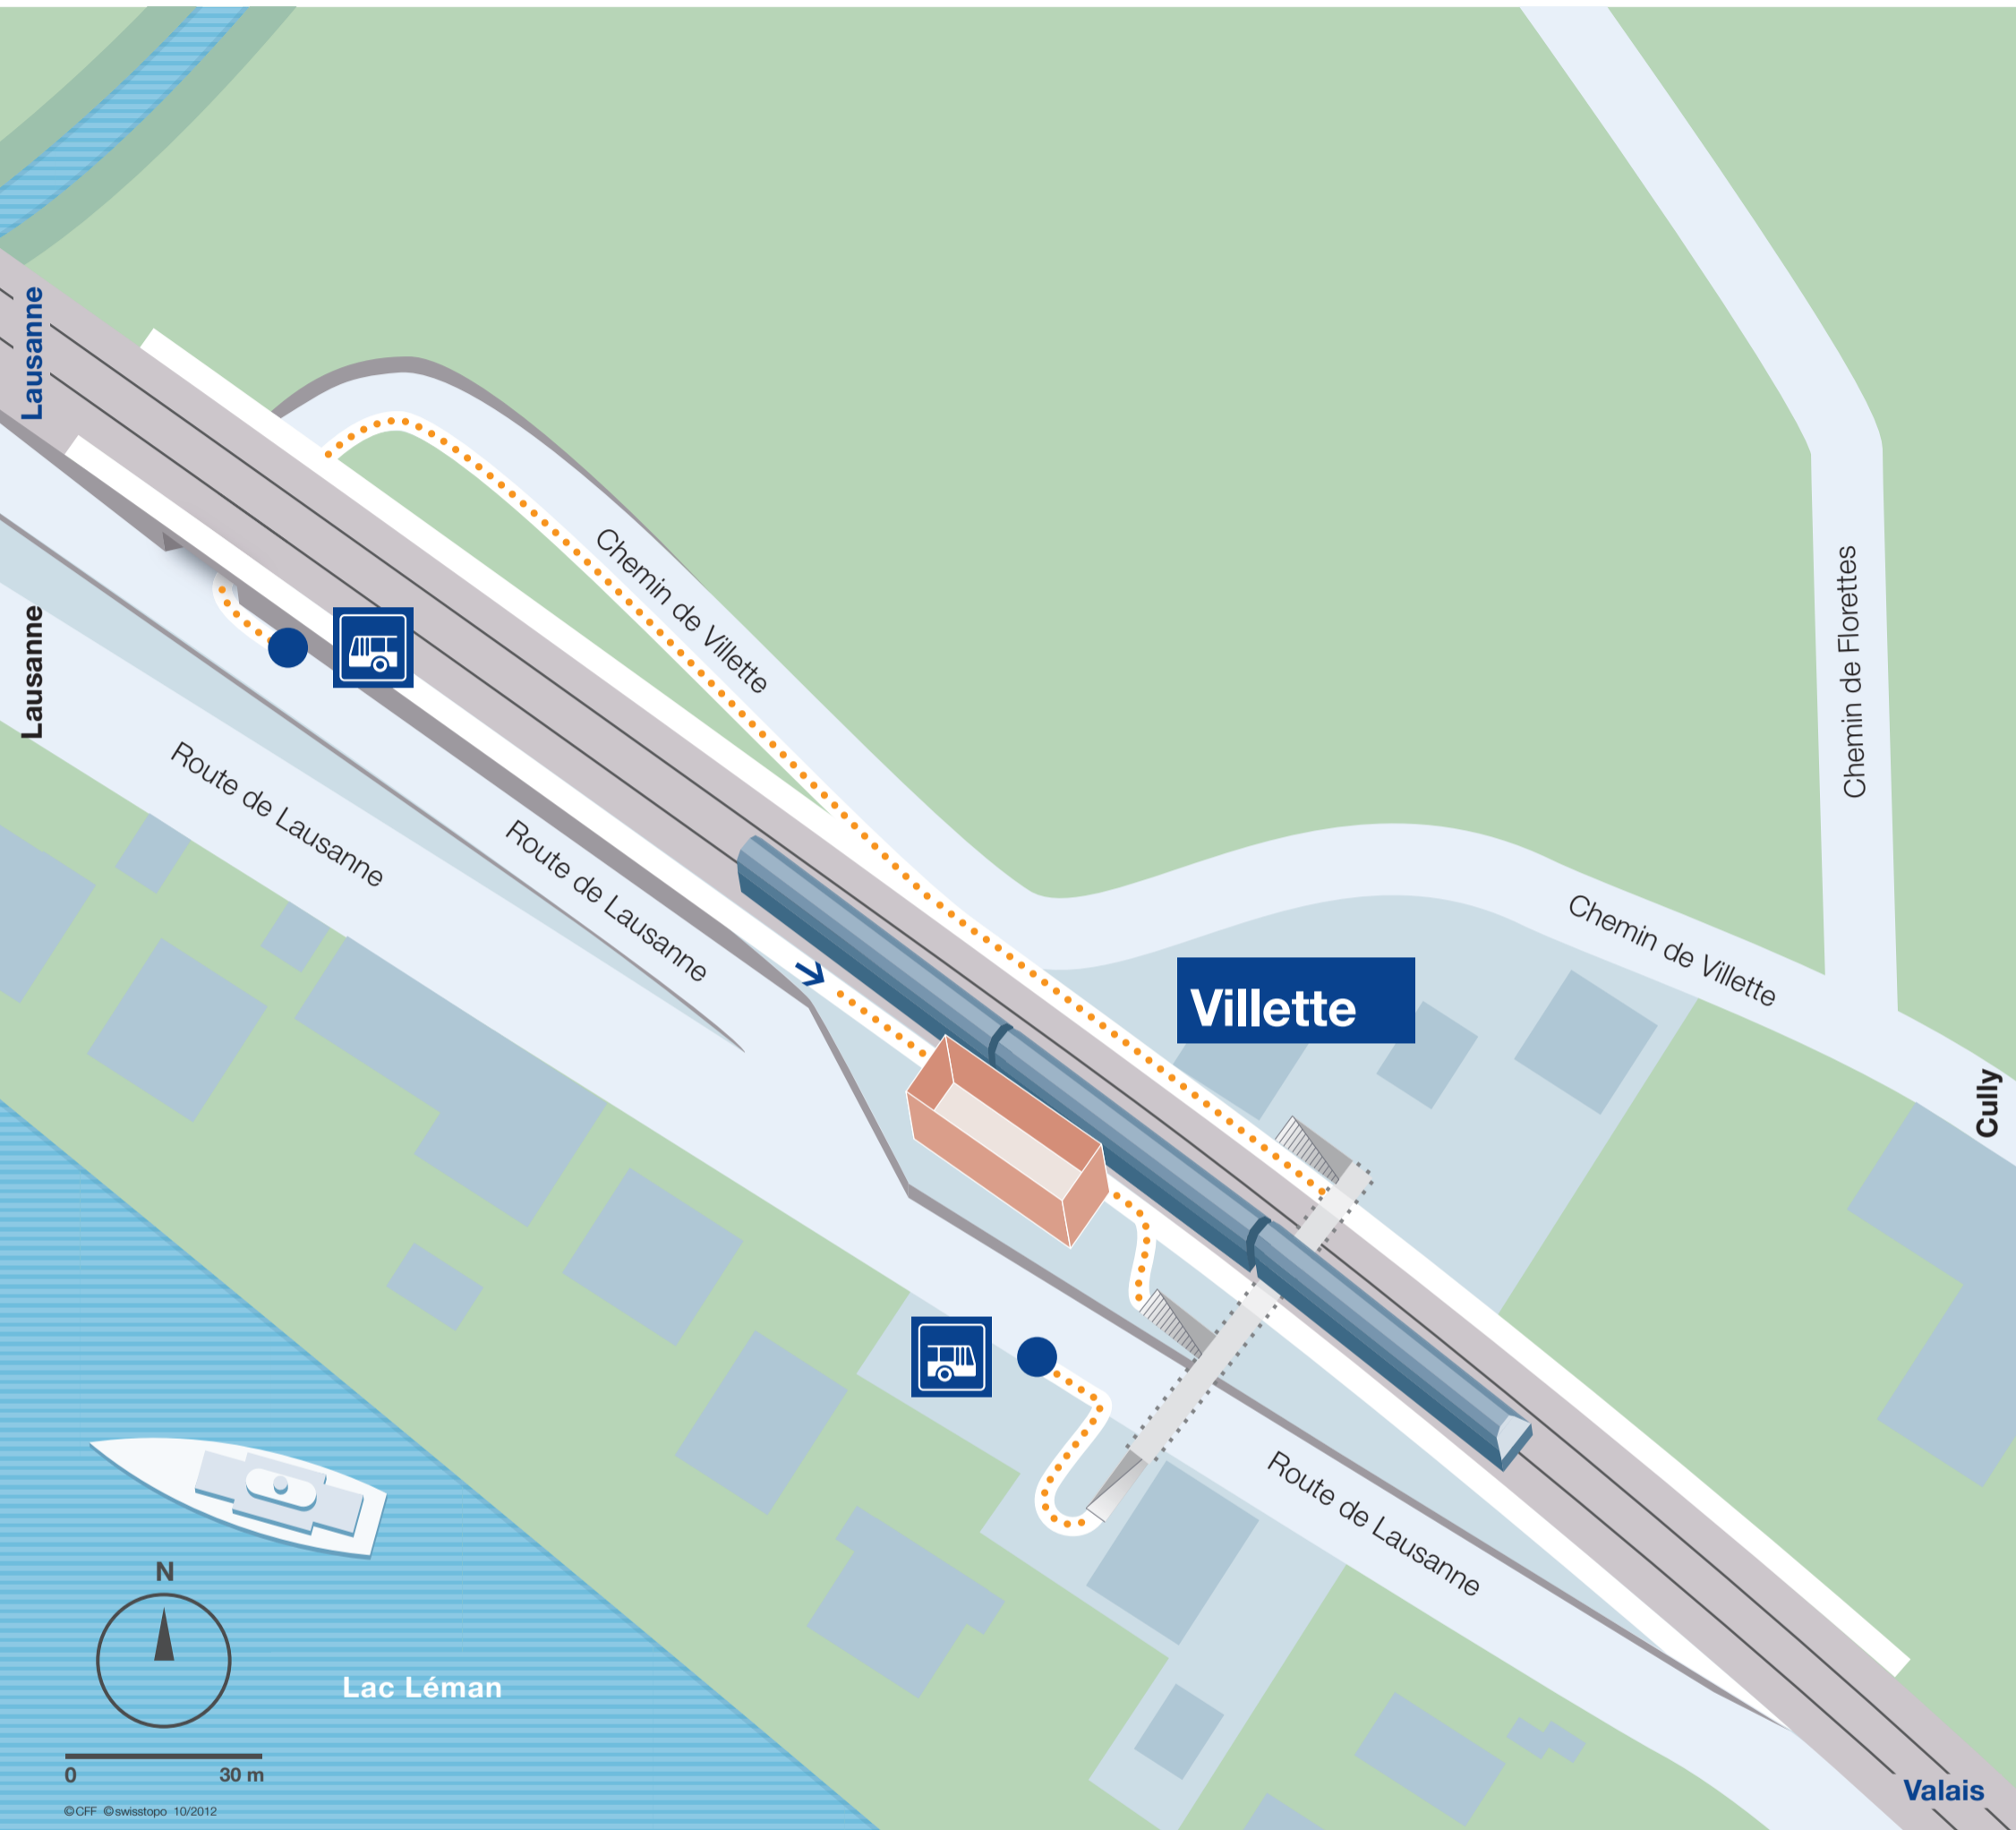 Lausanne
Chemin de Villette
Chemin de Florettes
Lausanne
Route de Lausanne
Route de Lausanne
Chemin de Villette
Villette
Cully
Route de Lausanne
N
Lac Léman
0 30 m
Valais
©CFF ©swisstopo 10/2012